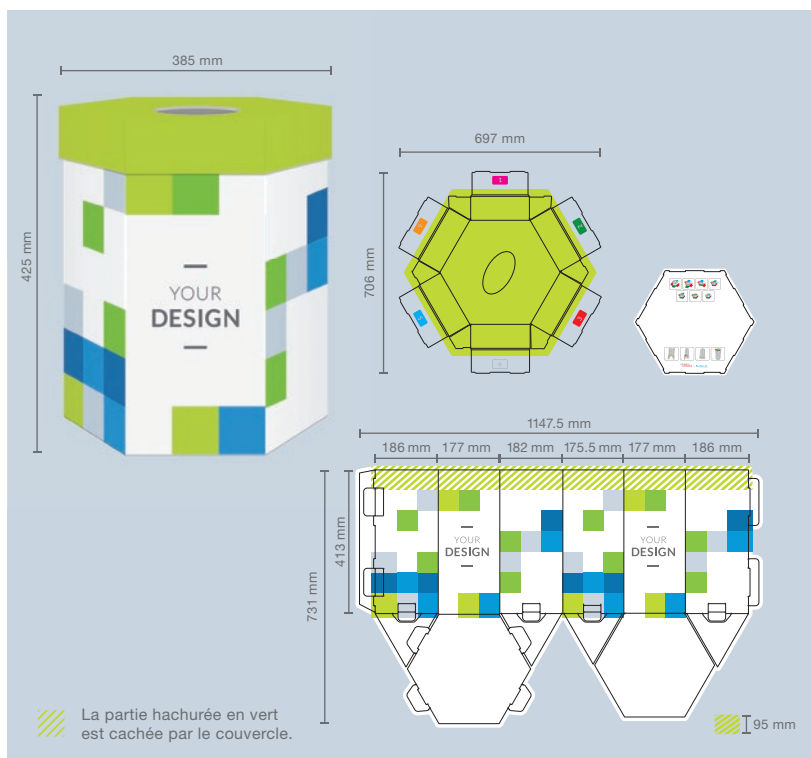 385 mm
425 mm
YOUR
DESIGN
697 mm
706 mm
1
1147.5 mm
186 mm
177 mm
182 mm
175.5 mm
177 mm
186 mm
413 mm
731 mm
YOUR
DESIGN
YOUR
DESIGN
La partie hachurée en vert
est cachée par le couvercle.
95 mm